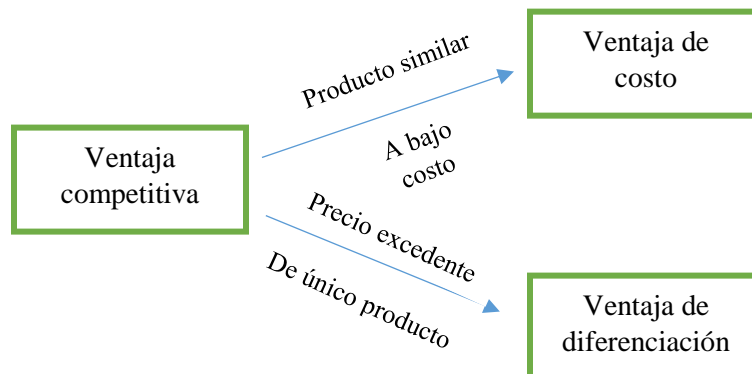 Ventaja
competitiva
Producto similar
A bajo
costo
Ventaja de
costo
Precio excedente
De único producto
Ventaja de
diferenciación